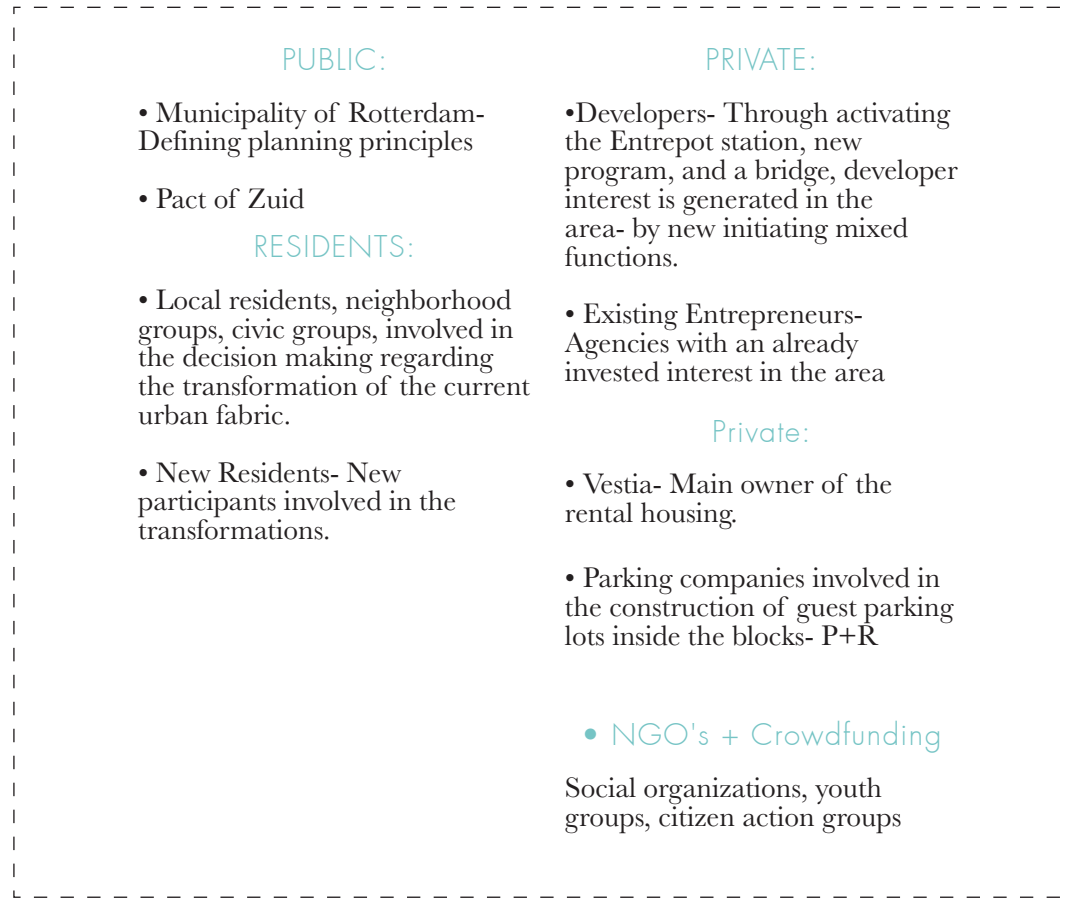 PUBLIC:
• Municipality of Rotterdam-
Defining planning principles
• Pact of Zuid
RESIDENTS:
• Local residents, neighborhood
groups, civic groups, involved in
the decision making regarding
the transformation of the current
urban fabric.
• New Residents- New
participants involved in the
transformations.
PRIVATE:
•Developers- Through activating
the Entrepot station, new
program, and a bridge, developer
interest is generated in the
area- by new initiating mixed
functions.
• Existing Entrepreneurs-
Agencies with an already
invested interest in the area
Private:
• Vestia- Main owner of the
rental housing.
• Parking companies involved in
the construction of guest parking
lots inside the blocks- P+R
• NGO's + Crowdfunding
Social organizations, youth
groups, citizen action groups